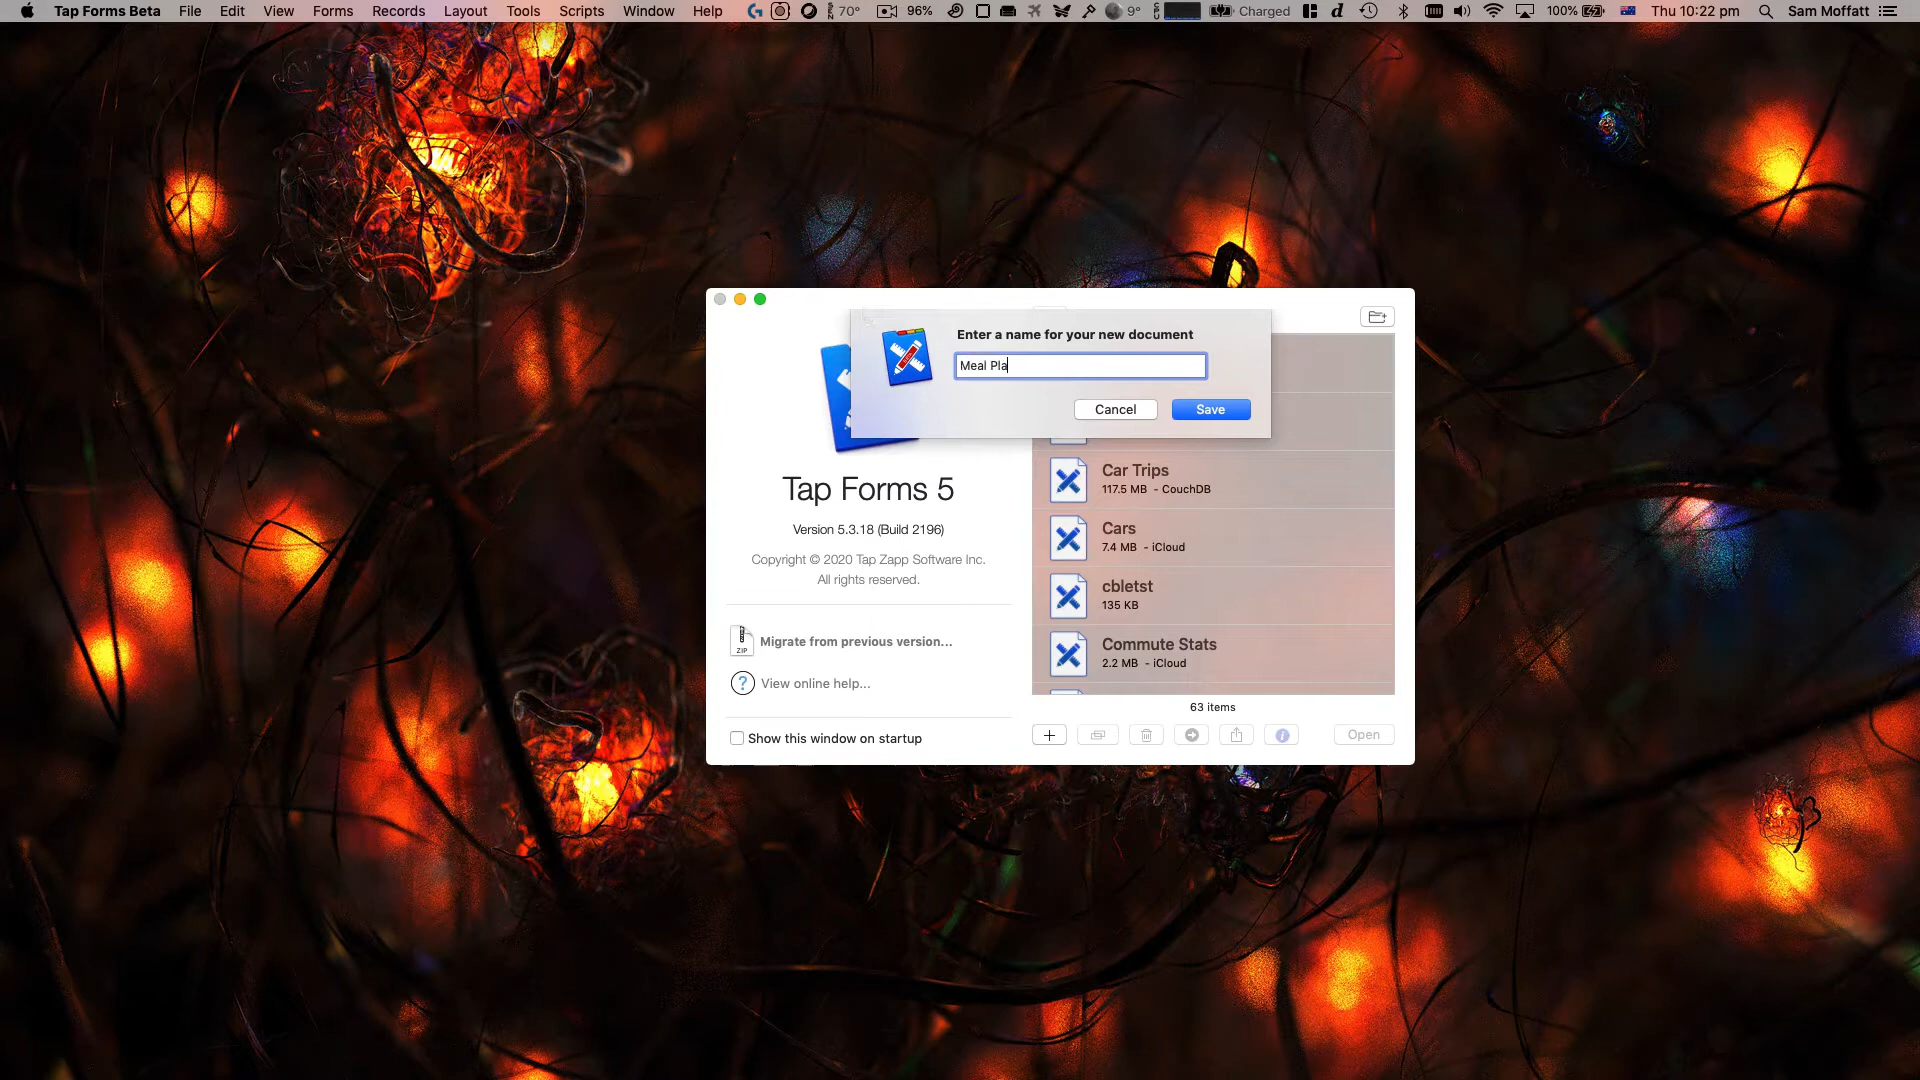 Tap Forms Beta File Edit View Forms Records Layout Tools Scripts Window Help 70° 96% 9° Charged 100% Thu 10:22 pm Sam Moffatt
Enter a name for your new document
Meal Pla
Cancel Save
Tap Forms 5
Version 5.3.18 (Build 2196)
Copyright © 2020 Tap Zapp Software Inc.
All rights reserved.
ZIP Migrate from previous version...
? View online help...
Show this window on startup
Car Trips
117.5 MB - CouchDB
Cars
7.4 MB - iCloud
cbletst
135 KB
Commute Stats
2.2 MB - iCloud
63 items
Open